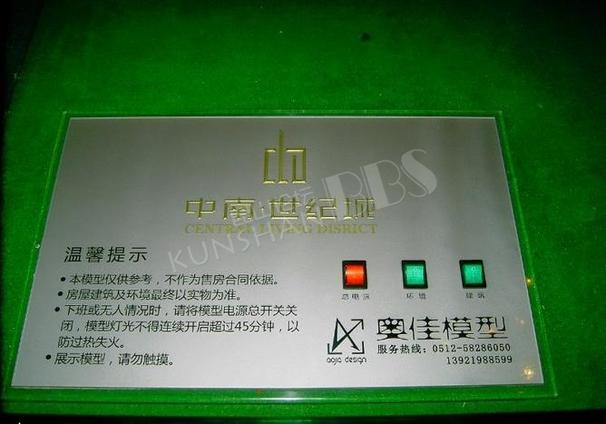 中南·世纪城
CENTRAL LIVING DISRICT
温馨提示
•本模型仅供参考，不作为售房合同依据。
•房屋建筑及环境最终以实物为准。
•下班或无人情况时，请将模型电源总开关关
闭，模型灯光不得连续开启超过45分钟，以
防过热失火。
•展示模型，请勿触摸。
总电源
环境
建筑
aojia design
奥佳模型
服务热线：0512-58286050
13921988599
KUNSHAN BBS